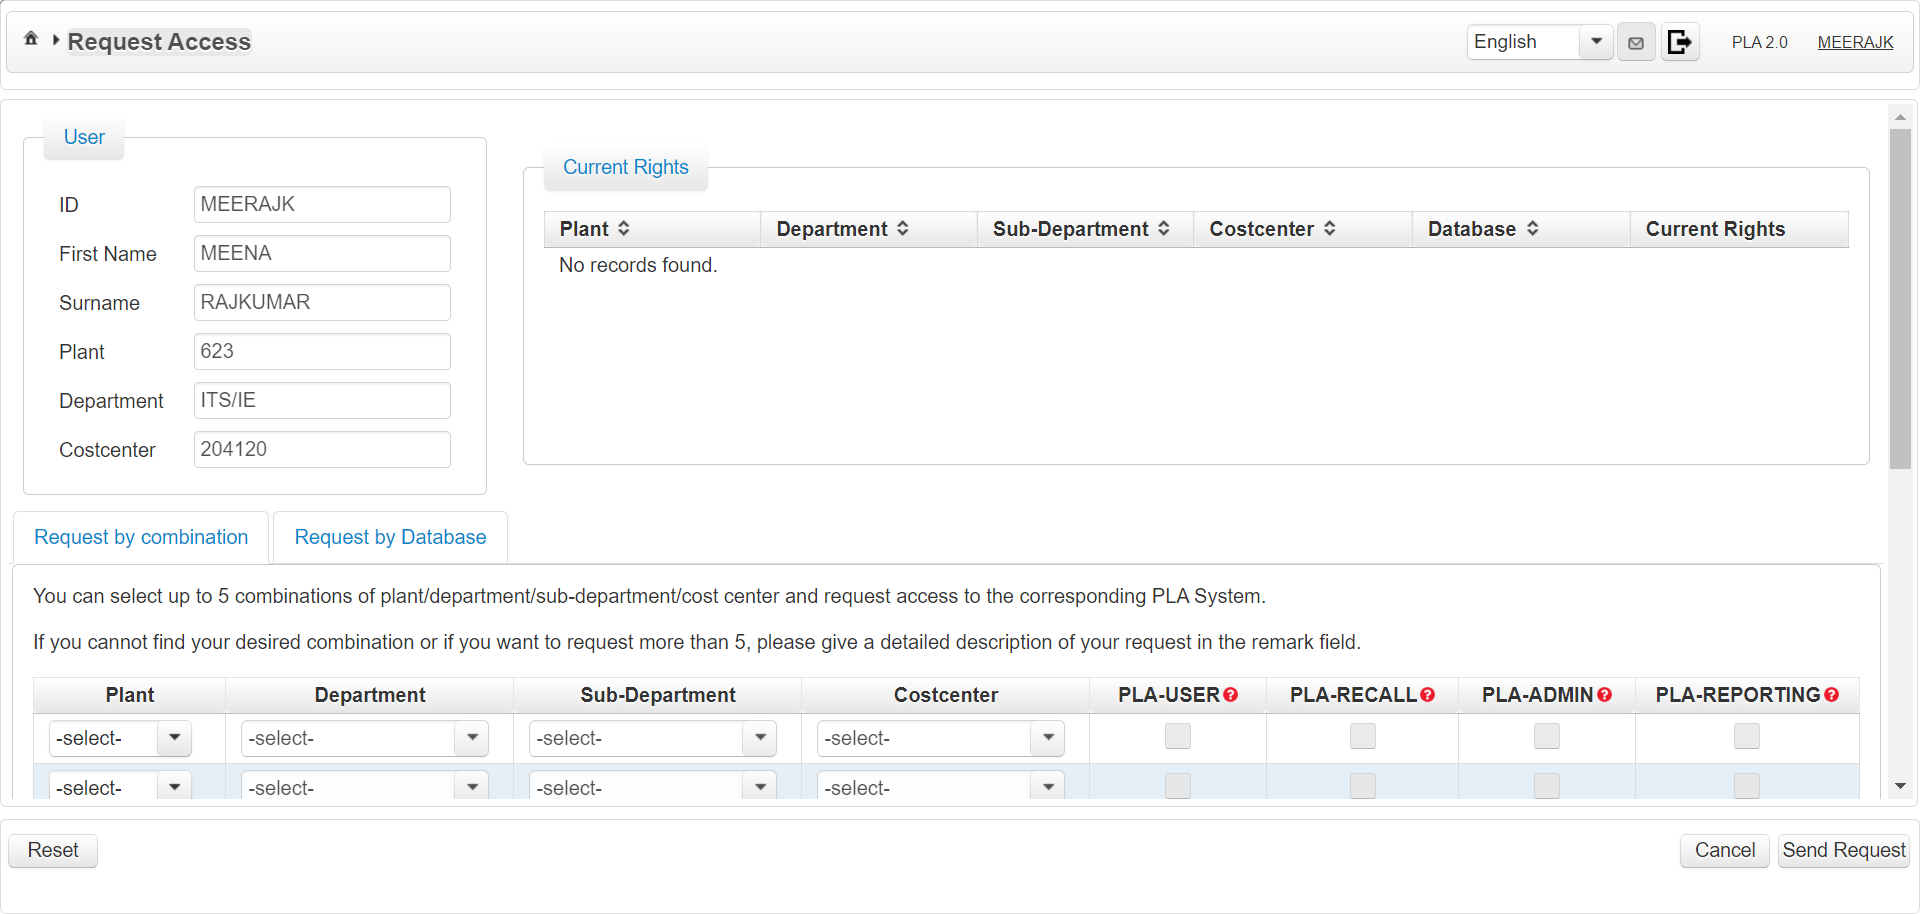 Request Access
English
PLA 2.0
MEERAJK
User
ID
MEERAJK
First Name
MEENA
Surname
RAJKUMAR
Plant
623
Department
ITS/IE
Costcenter
204120
Current Rights
Plant Department Sub-Department Costcenter Database Current Rights
No records found.
Request by combination
Request by Database
You can select up to 5 combinations of plant/department/sub-department/cost center and request access to the corresponding PLA System.
If you cannot find your desired combination or if you want to request more than 5, please give a detailed description of your request in the remark field.
Plant Department Sub-Department Costcenter PLA-USER? PLA-RECALL? PLA-ADMIN? PLA-REPORTING?
-select- -select- -select- -select-
-select- -select- -select- -select-
Reset
Cancel
Send Request